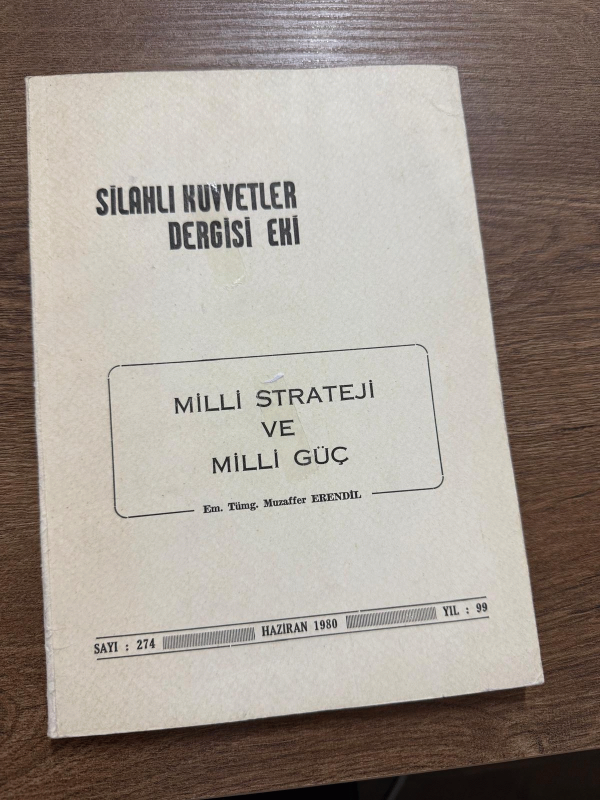 SİLAHLI KUVVETLER
DERGİSİ EKİ
MİLLİ STRATEJİ
VE
MİLLİ GÜÇ
Em. Tümg. Muzaffer ERENDİL
SAYI : 274 HAZİRAN 1980 YIL : 99